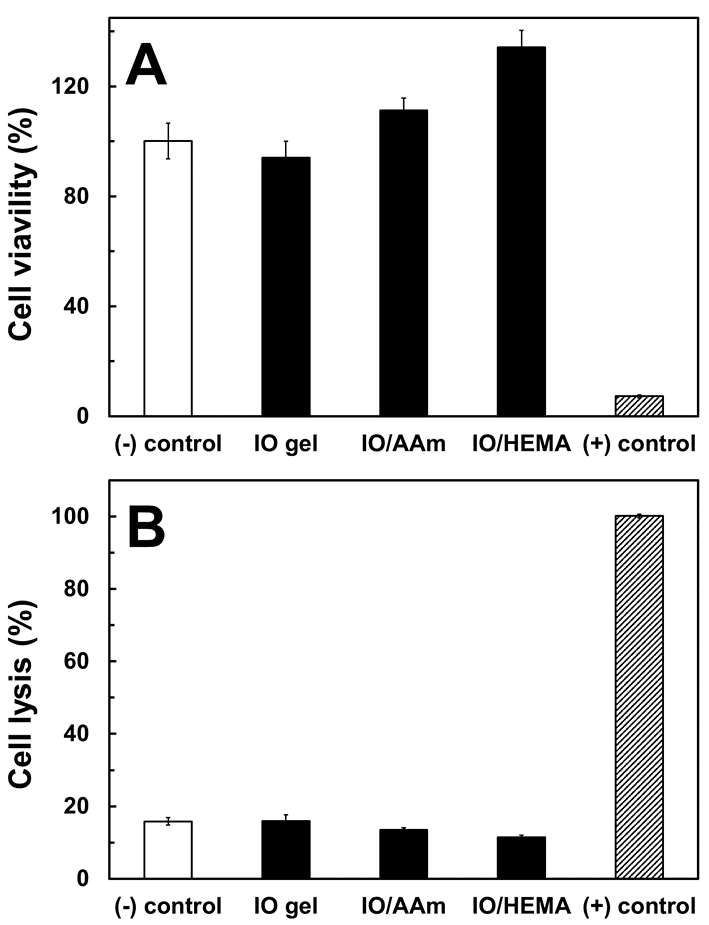 A
Cell viavility (%)
120
80
40
0
(-) control IO gel IO/AAm IO/HEMA (+) control
B
Cell lysis (%)
100
80
60
40
20
0
(-) control IO gel IO/AAm IO/HEMA (+) control